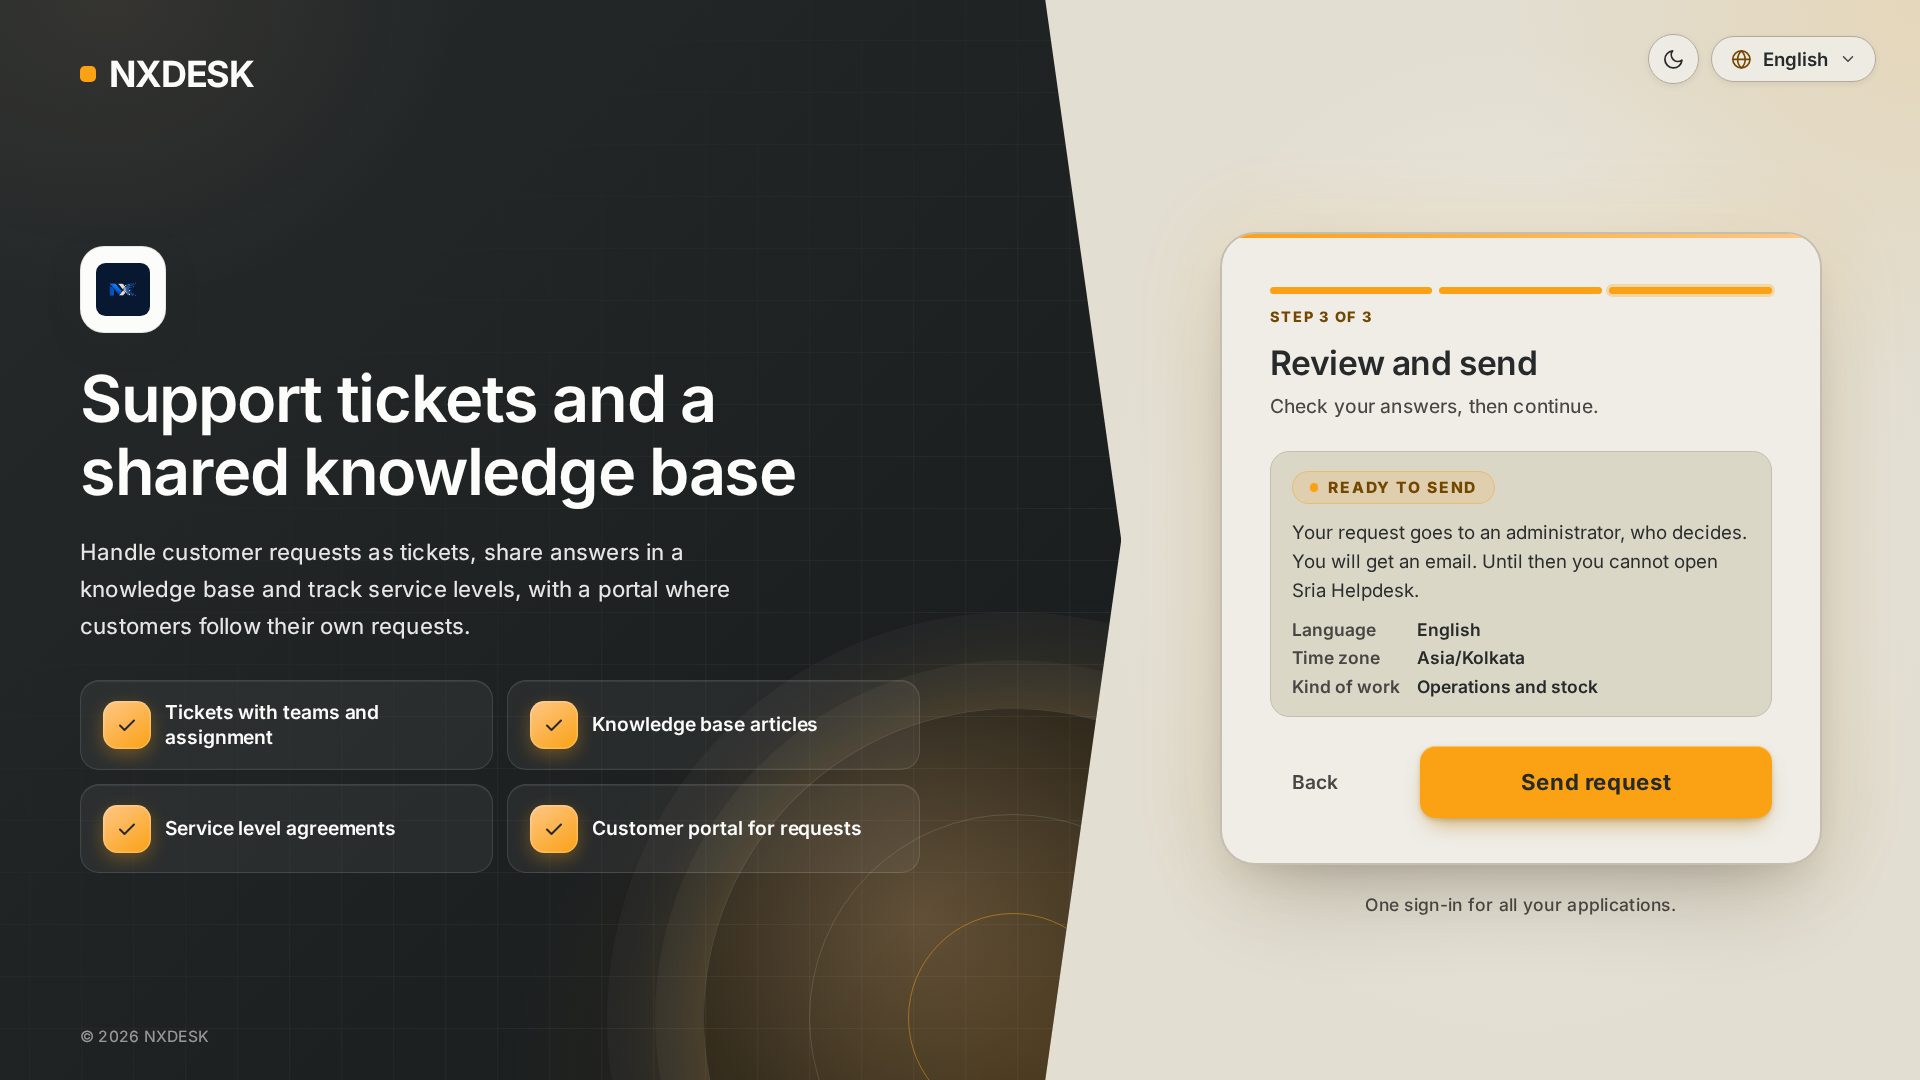 NXDESK
English
NX
Support tickets and a
shared knowledge base
Handle customer requests as tickets, share answers in a
knowledge base and track service levels, with a portal where
customers follow their own requests.
Tickets with teams and
assignment
Knowledge base articles
Service level agreements
Customer portal for requests
© 2026 NXDESK
STEP 3 OF 3
Review and send
Check your answers, then continue.
READY TO SEND
Your request goes to an administrator, who decides.
You will get an email. Until then you cannot open
Sria Helpdesk.
Language English
Time zone Asia/Kolkata
Kind of work Operations and stock
Back
Send request
One sign-in for all your applications.